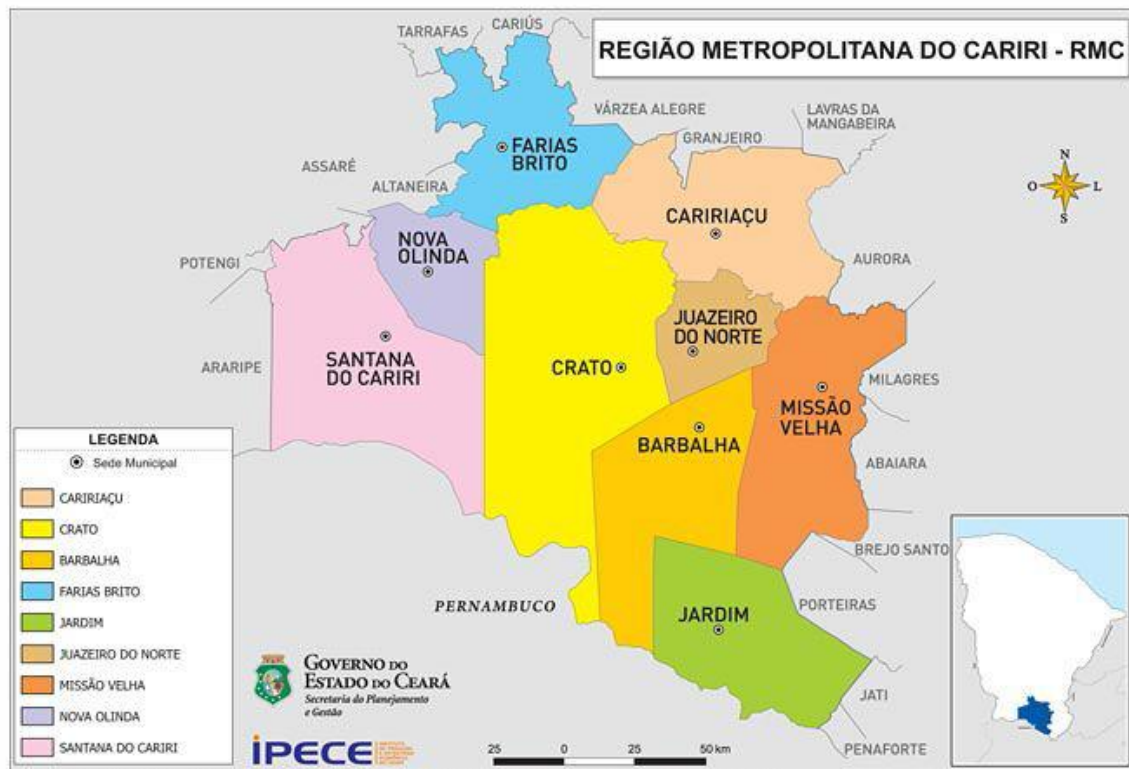 REGIÃO METROPOLITANA DO CARIRI - RMC
TARRAFAS
CARIÚS
VÁRZEA ALEGRE
GRANJEIRO
LAVRAS DA
MANGABEIRA
ASSARÉ
ALTANEIRA
FARIAS
BRITO
N
O
L
S
CARIRIAÇU
NOVA
OLINDA
POTENGI
AURORA
JUAZEIRO
DO NORTE
SANTANA
DO CARIRI
ARARIPE
CRATO
MILAGRES
MISSÃO
VELHA
BARBALHA
ABAIARA
BREJO SANTO
PERNAMBUCO
PORTEIRAS
JARDIM
JATI
PENAFORTE
LEGENDA
Sede Municipal
CARIRIAÇU
CRATO
BARBALHA
FARIAS BRITO
JARDIM
JUAZEIRO DO NORTE
MISSÃO VELHA
NOVA OLINDA
SANTANA DO CARIRI
GOVERNO DO
ESTADO DO CEARÁ
Secretaria do Planejamento
e Gestão
IPECE
25 0 25 50 km